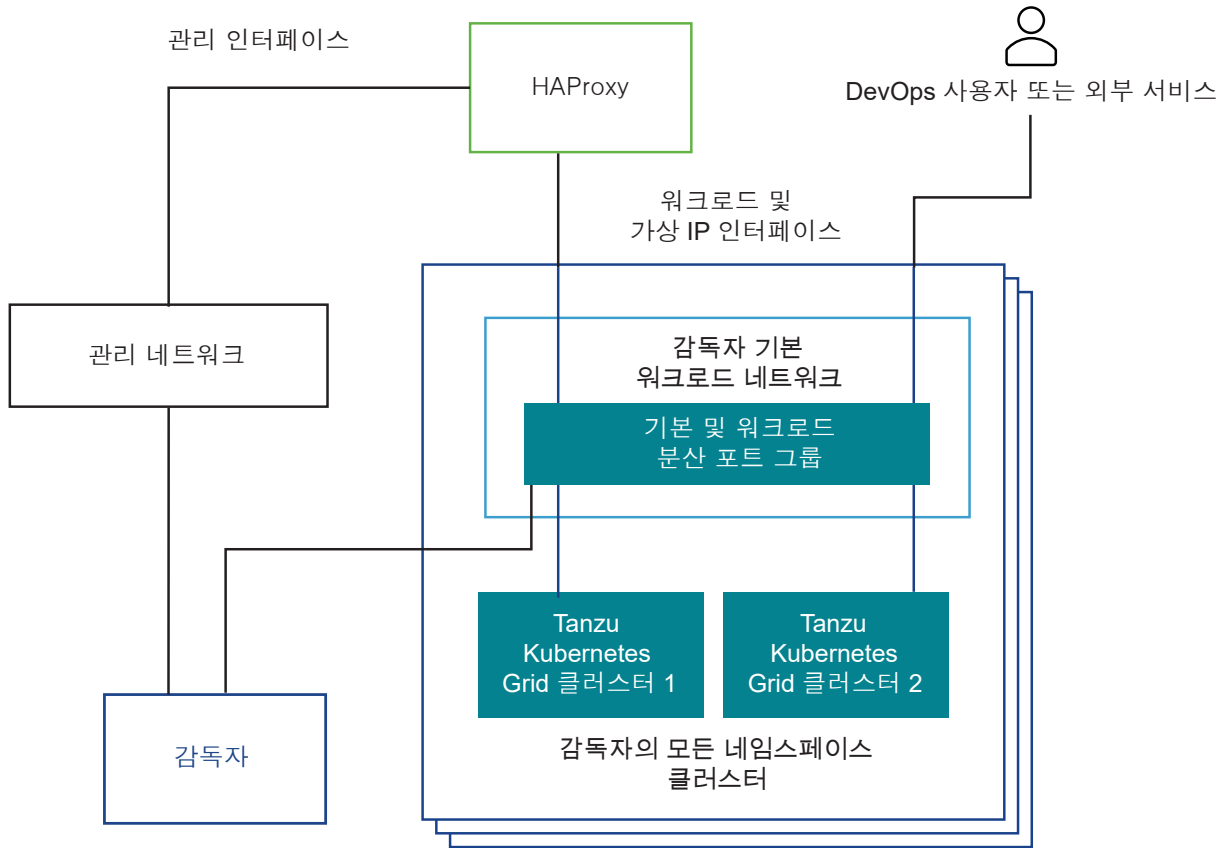 관리 인터페이스
HAProxy
DevOps 사용자 또는 외부 서비스
워크로드 및
가상 IP 인터페이스
관리 네트워크
감독자 기본
워크로드 네트워크
기본 및 워크로드
분산 포트 그룹
Tanzu
Kubernetes
Grid 클러스터 1
Tanzu
Kubernetes
Grid 클러스터 2
감독자
감독자의 모든 네임스페이스
클러스터